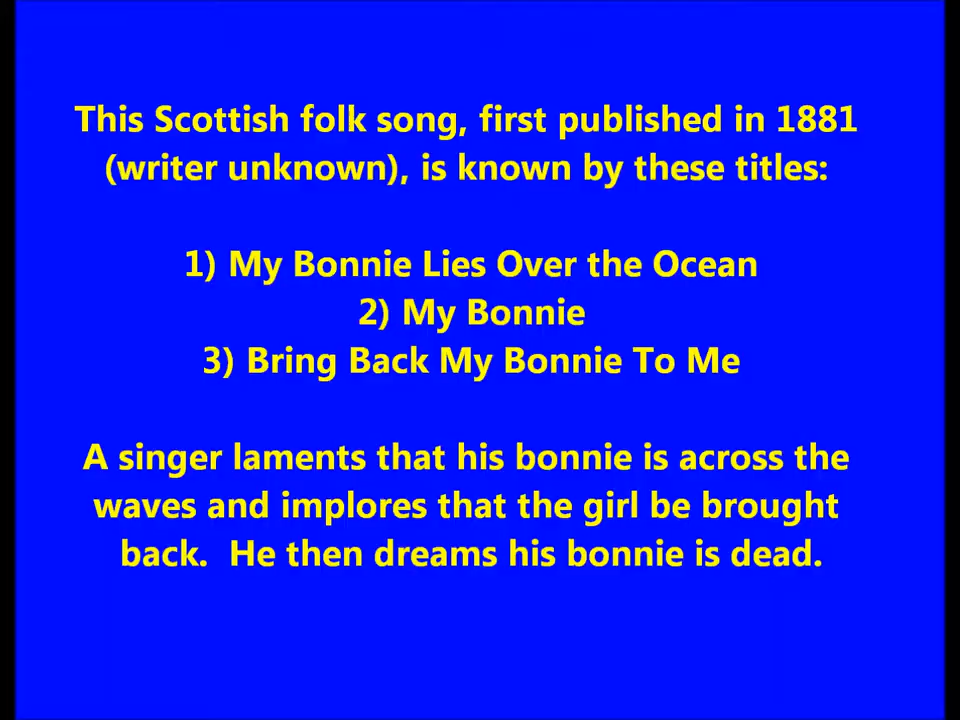 This Scottish folk song, first published in 1881
(writer unknown), is known by these titles:
1) My Bonnie Lies Over the Ocean
2) My Bonnie
3) Bring Back My Bonnie To Me
A singer laments that his bonnie is across the
waves and implores that the girl be brought
back.  He then dreams his bonnie is dead.